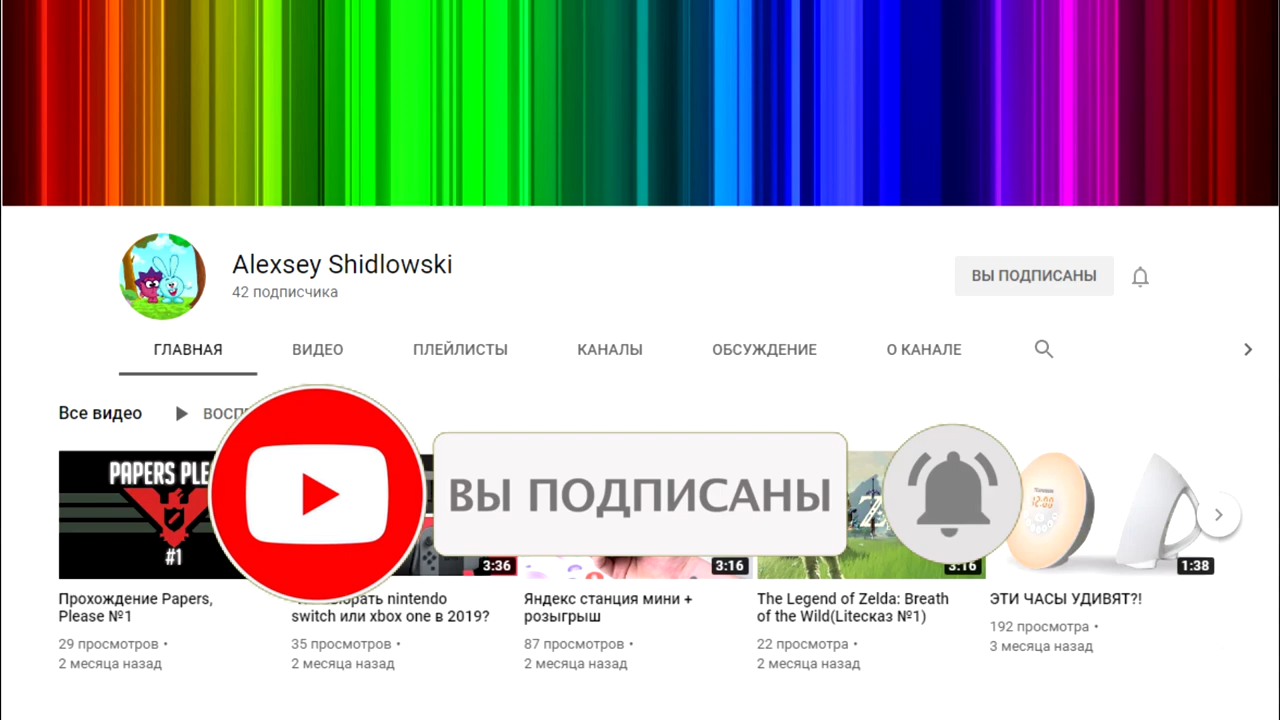 Alexsey Shidlowski
42 подписчика
ВЫ ПОДПИСАНЫ
ГЛАВНАЯ ВИДЕО ПЛЕЙЛИСТЫ КАНАЛЫ ОБСУЖДЕНИЕ О КАНАЛЕ
Все видео
ВЫ ПОДПИСАНЫ
PAPERS PLE
#1
12:00
3:36
3:16
3:16
1:38
Прохождение Papers,
Please №1
29 просмотров •
2 месяца назад
nintendo
switch или xbox one в 2019?
35 просмотров •
2 месяца назад
Яндекс станция мини +
розыгрыш
87 просмотров •
2 месяца назад
The Legend of Zelda: Breath
of the Wild(Liteсказ №1)
22 просмотра •
2 месяца назад
ЭТИ ЧАСЫ УДИВЯТ?!
192 просмотра •
3 месяца назад